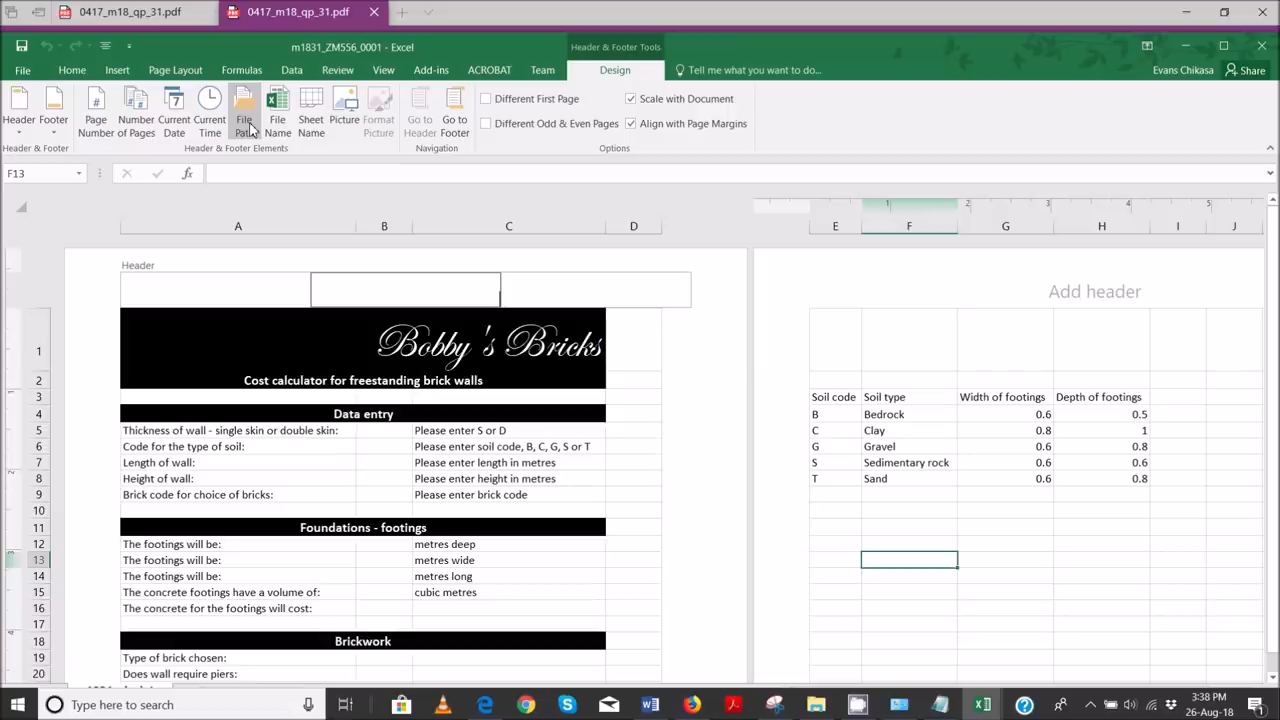 0417_m18_qp_31.pdf
0417_m18_qp_31.pdf
m1831_ZM556_0001 - Excel
Header & Footer Tools
File Home Insert Page Layout Formulas Data Review View Add-ins ACROBAT Team Design Tell me what you want to do... Evans Chikasa Share
Header
Footer
Page Number
Number of Pages
Current Date
Current Time
File Path
File Name
Sheet Name
Picture
Format Picture
Go to Header
Go to Footer
Different First Page
Different Odd & Even Pages
Scale with Document
Align with Page Margins
Header & Footer Header & Footer Elements Navigation Options
F13
fx
1 2 3 4 5
A B C D E F G H I J
Header
Add header
1 Bobby's Bricks
2 Cost calculator for freestanding brick walls
3 Soil code Soil type Width of footings Depth of footings
4 Data entry B Bedrock 0.6 0.5
5 Thickness of wall - single skin or double skin: Please enter S or D C Clay 0.8 1
6 Code for the type of soil: Please enter soil code, B, C, G, S or T G Gravel 0.6 0.8
7 Length of wall: Please enter length in metres S Sedimentary rock 0.6 0.6
8 Height of wall: Please enter height in metres T Sand 0.6 0.8
9 Brick code for choice of bricks: Please enter brick code
10
11 Foundations - footings
12 The footings will be: metres deep
13 The footings will be: metres wide
14 The footings will be: metres long
15 The concrete footings have a volume of: cubic metres
16 The concrete for the footings will cost:
17
18 Brickwork
19 Type of brick chosen:
20 Does wall require piers:
Type here to search
3:38 PM
26-Aug-18